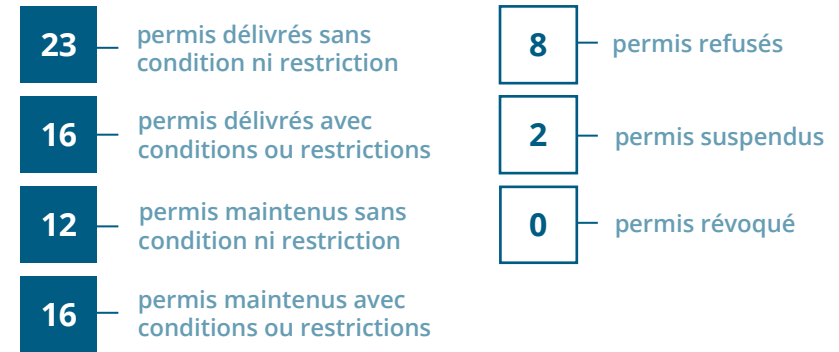 23
permis délivrés sans
condition ni restriction
16
permis délivrés avec
conditions ou restrictions
12
permis maintenus sans
condition ni restriction
16
permis maintenus avec
conditions ou restrictions
8
permis refusés
2
permis suspendus
0
permis révoqué